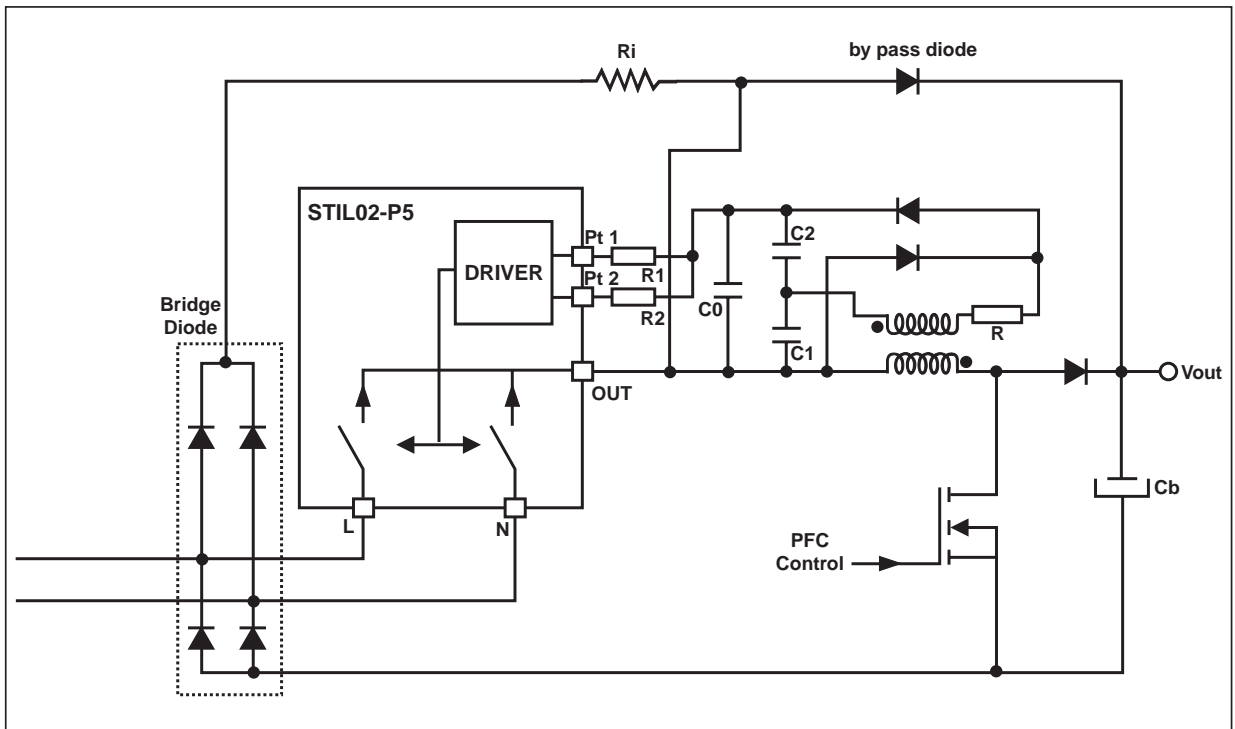 Ri
by pass diode
STIL02-P5
Pt 1
DRIVER
R1
C2
Pt 2
R2
C0
Bridge
Diode
C1
R
OUT
Vout
L
N
Cb
PFC
Control